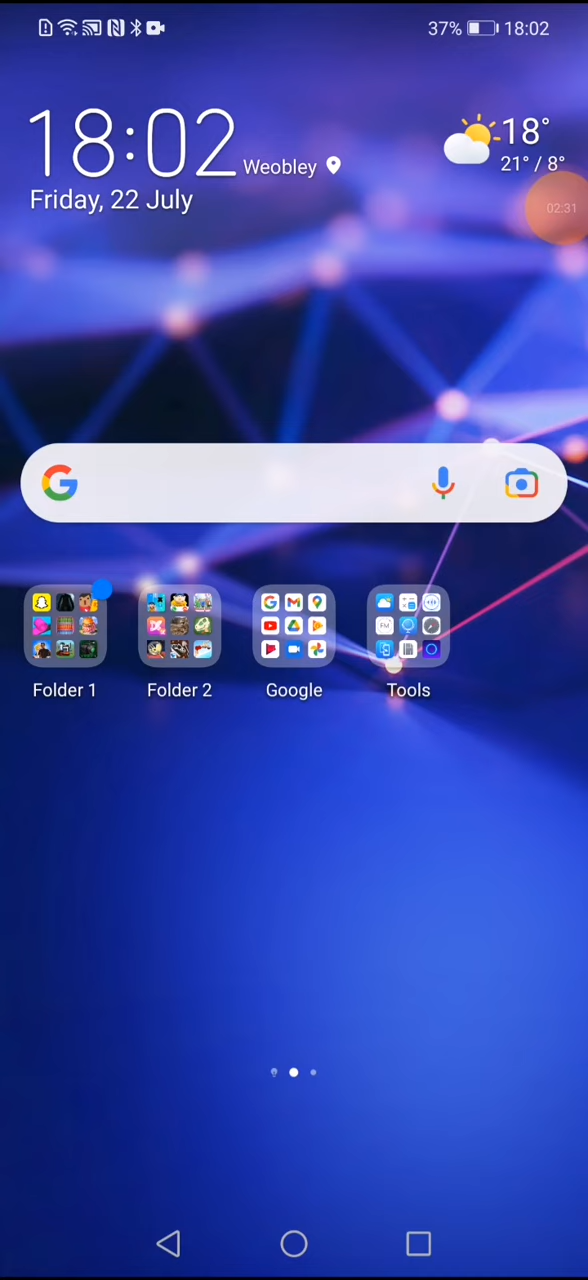 37% 18:02
18:02 Weobley
Friday, 22 July
18°
21° / 8°
02:31
Folder 1
Folder 2
Google
Tools